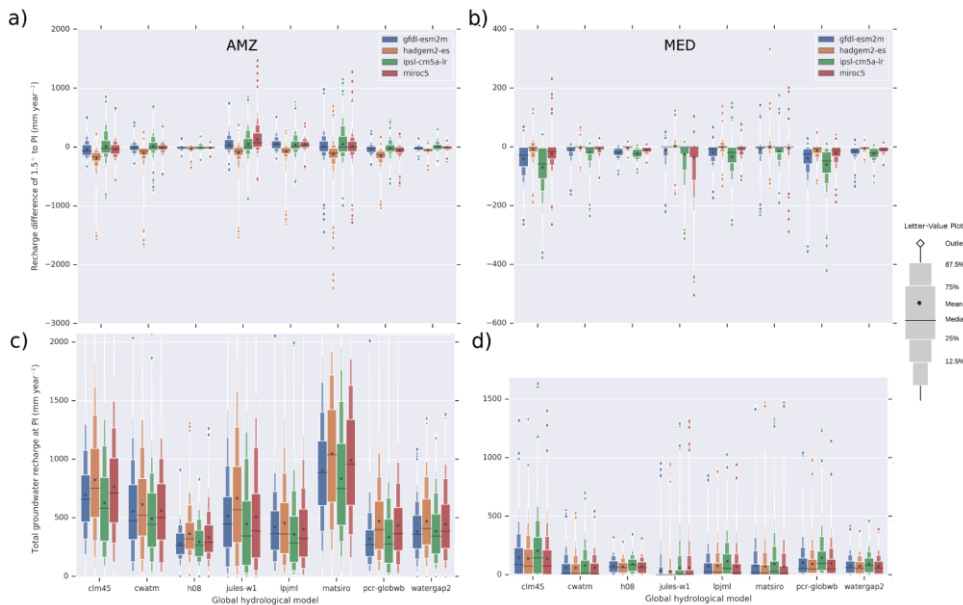 a)
AMZ
gfdl-esm2m
hadgem2-es
ipsl-cm5a-lr
miroc5
2000
1000
0
−1000
−2000
−3000
Recharge difference of 1.5° to PI (mm year⁻¹)
b)
MED
gfdl-esm2m
hadgem2-es
ipsl-cm5a-lr
miroc5
400
200
0
−200
−400
−600
Letter-Value Plot
Outlie
87.5%
75%
Mean
Media
25%
12.5%
c)
2000
1500
1000
500
0
Total groundwater recharge at PI (mm year⁻¹)
clm45 cwatm h08 jules-w1 lpjml matsiro pcr-globwb watergap2
Global hydrological model
d)
1500
1000
500
0
clm45 cwatm h08 jules-w1 lpjml matsiro pcr-globwb watergap2
Global hydrological model